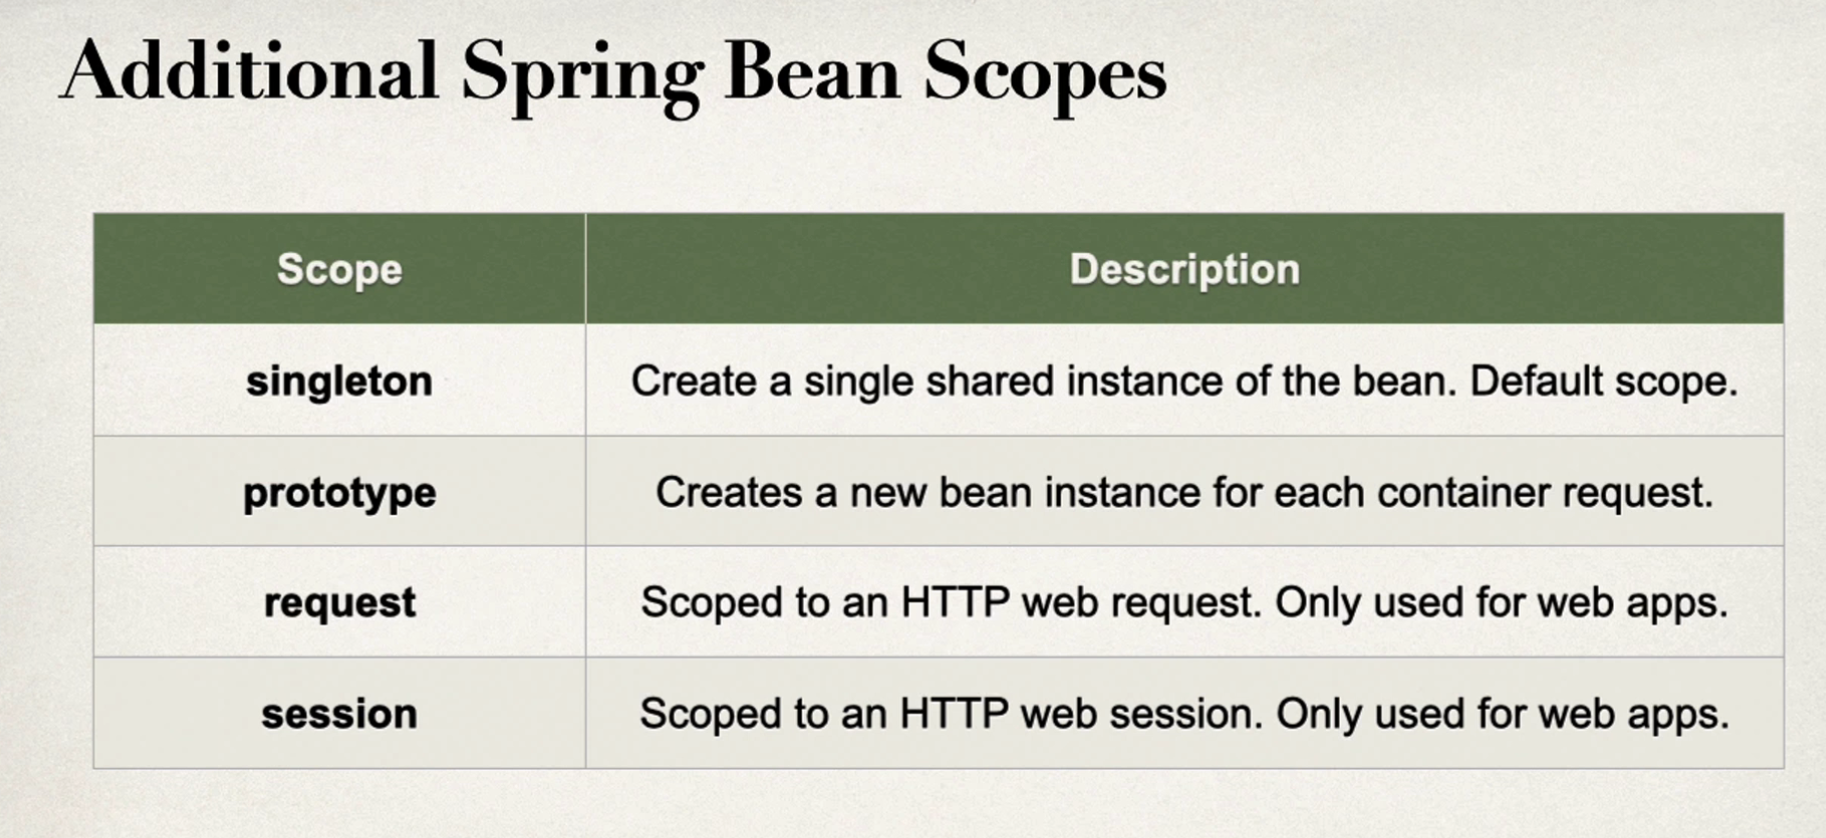 Additional Spring Bean Scopes
Scope Description
singleton Create a single shared instance of the bean. Default scope.
prototype Creates a new bean instance for each container request.
request Scoped to an HTTP web request. Only used for web apps.
session Scoped to an HTTP web session. Only used for web apps.